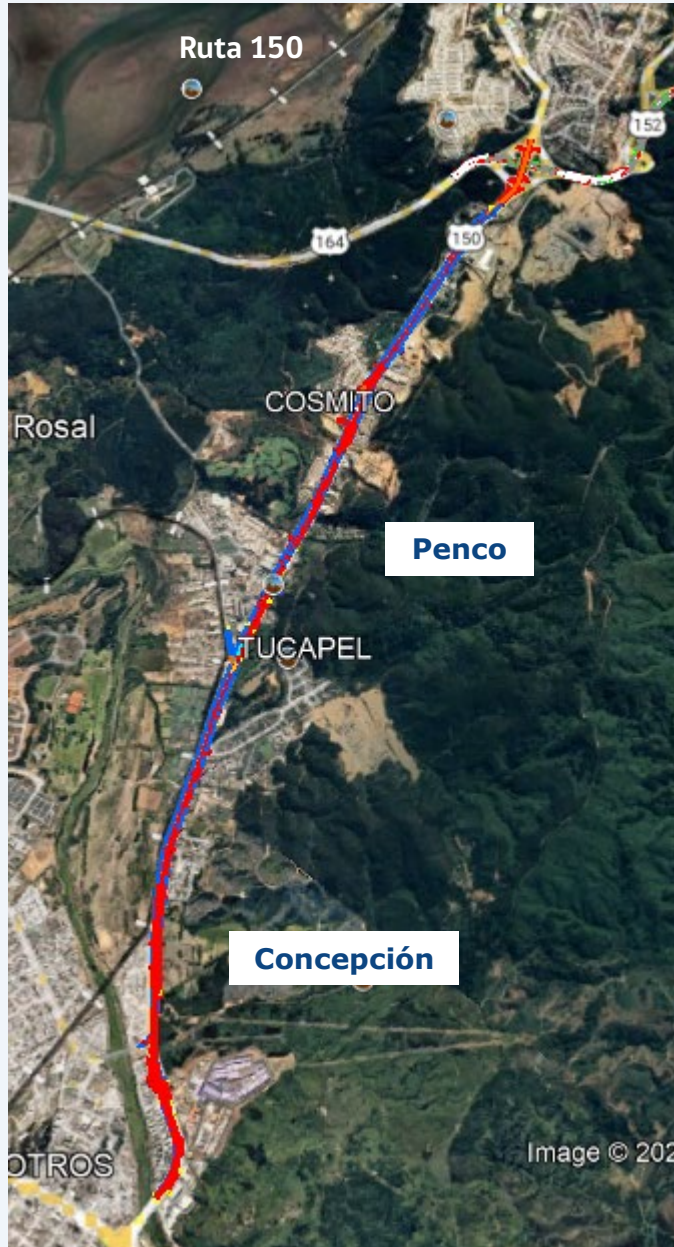 Ruta 150
152
164
150
COSMITO
Rosal
Penco
TUCAPEL
Concepción
OTROS
Image © 202